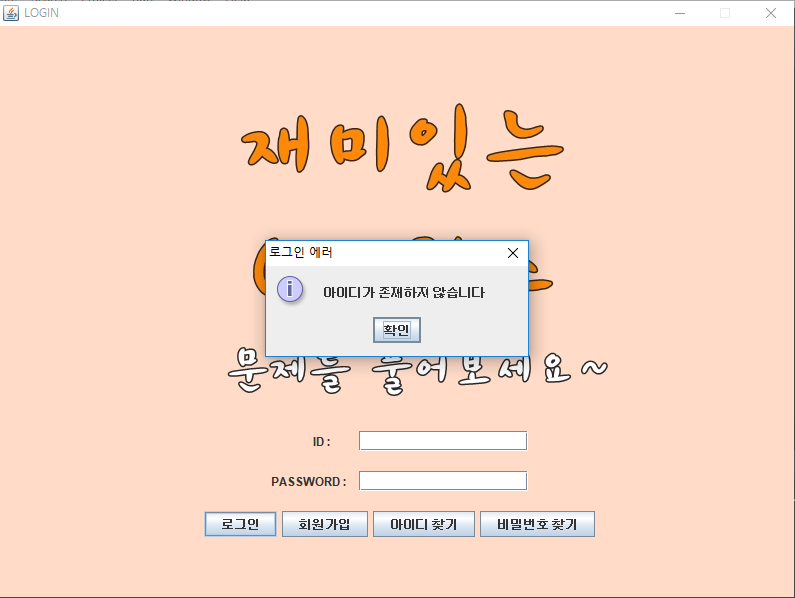 LOGIN
재미있는
로그인 에러
아이디가 존재하지 않습니다
확인
문제를 풀어보세요~
ID :
PASSWORD :
로그인 회원가입 아이디 찾기 비밀번호 찾기